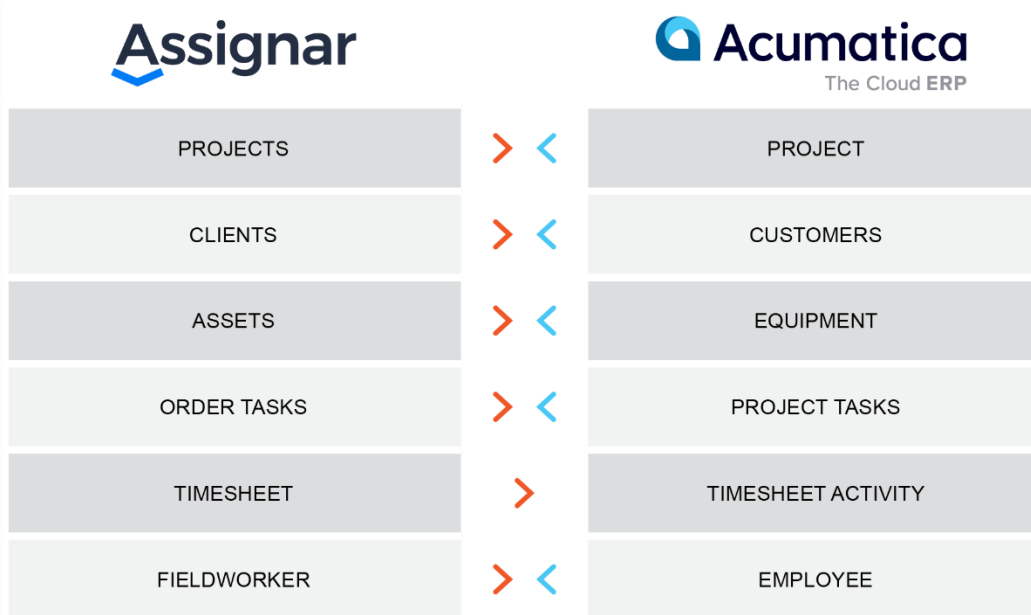 Assignar
Acumatica
The Cloud ERP
PROJECTS
PROJECT
CLIENTS
CUSTOMERS
ASSETS
EQUIPMENT
ORDER TASKS
PROJECT TASKS
TIMESHEET
TIMESHEET ACTIVITY
FIELDWORKER
EMPLOYEE